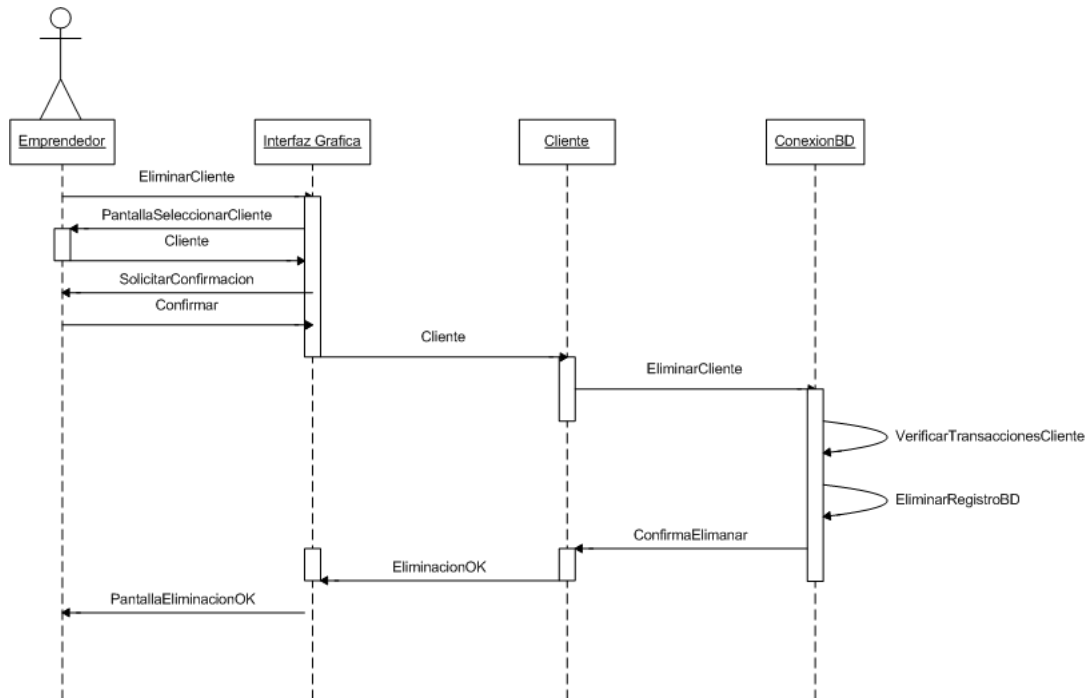 Emprendedor
Interfaz Grafica
Cliente
ConexionBD
EliminarCliente
PantallaSeleccionarCliente
Cliente
SolicitarConfirmacion
Confirmar
Cliente
EliminarCliente
VerificarTransaccionesCliente
EliminarRegistroBD
ConfirmaElimanar
EliminacionOK
PantallaEliminacionOK